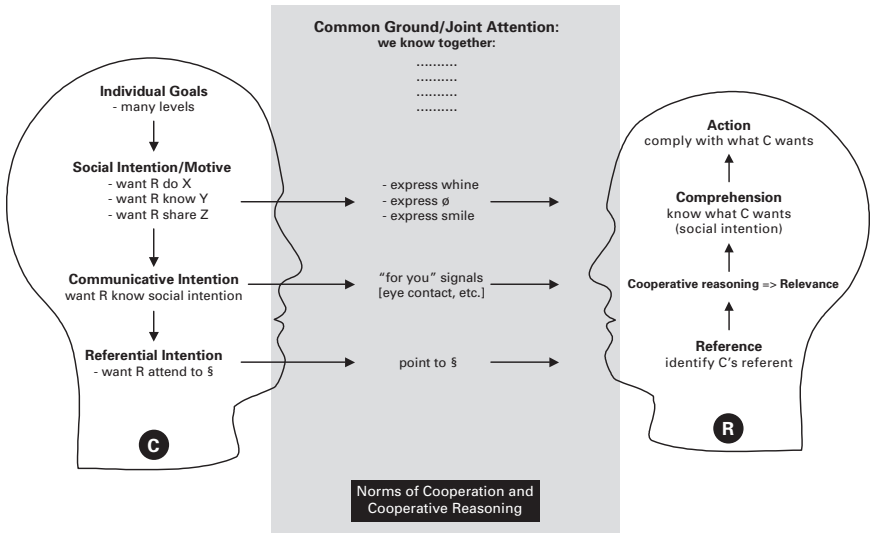 Common Ground/Joint Attention:
we know together:
..........
..........
..........
..........
Individual Goals
- many levels
Social Intention/Motive
- want R do X
- want R know Y
- want R share Z
Communicative Intention
want R know social intention
Referential Intention
- want R attend to §
C
- express whine
- express ø
- express smile
“for you” signals
[eye contact, etc.]
point to §
Norms of Cooperation and
Cooperative Reasoning
Action
comply with what C wants
Comprehension
know what C wants
(social intention)
Cooperative reasoning => Relevance
Reference
identify C’s referent
R